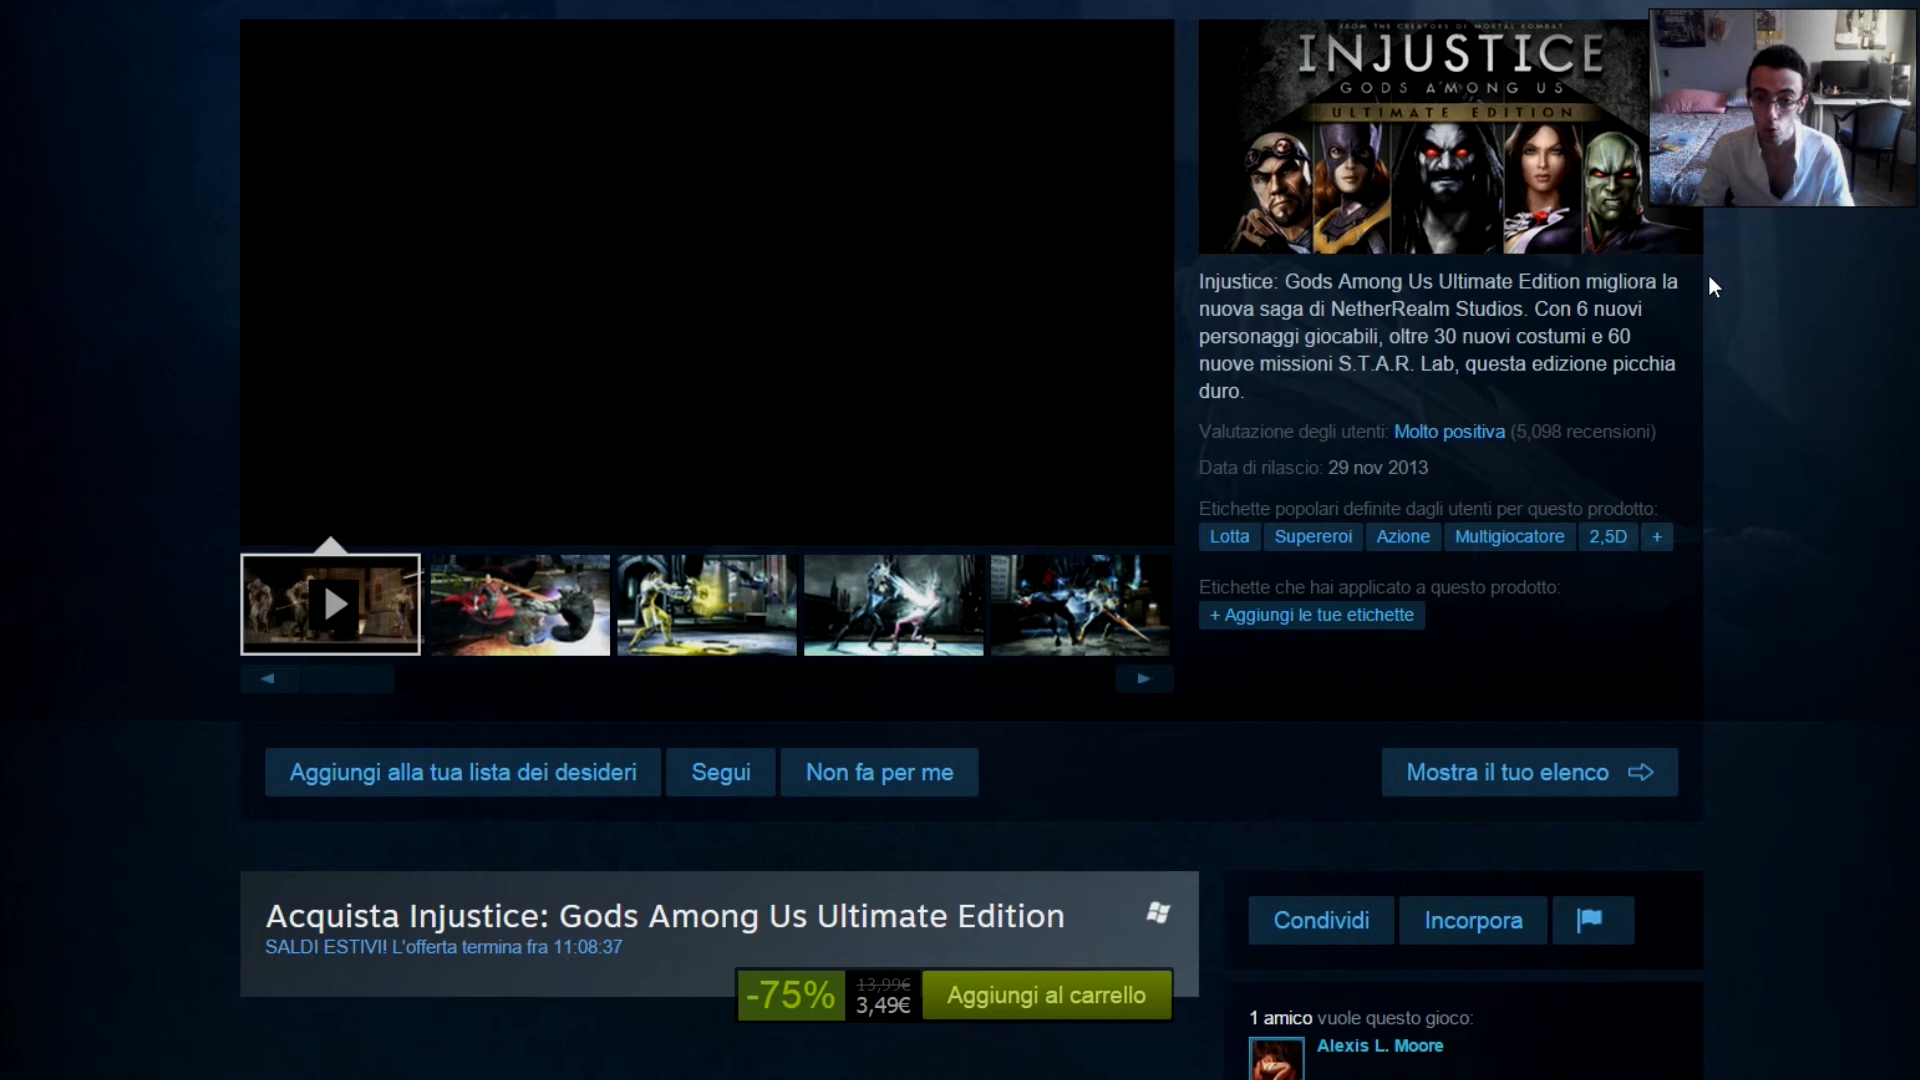 FROM THE CREATORS OF MORTAL KOMBAT
INJUSTICE
GODS AMONG US
ULTIMATE EDITION
Injustice: Gods Among Us Ultimate Edition migliora la
nuova saga di NetherRealm Studios. Con 6 nuovi
personaggi giocabili, oltre 30 nuovi costumi e 60
nuove missioni S.T.A.R. Lab, questa edizione picchia
duro.
Valutazione degli utenti: Molto positiva (5,098 recensioni)
Data di rilascio: 29 nov 2013
Etichette popolari definite dagli utenti per questo prodotto:
Lotta Supereroi Azione Multigiocatore 2,5D +
Etichette che hai applicato a questo prodotto:
+ Aggiungi le tue etichette
Aggiungi alla tua lista dei desideri Segui Non fa per me Mostra il tuo elenco
Acquista Injustice: Gods Among Us Ultimate Edition
SALDI ESTIVI! L'offerta termina fra 11:08:37
-75% 13,99€ 3,49€ Aggiungi al carrello
Condividi Incorpora
1 amico vuole questo gioco:
Alexis L. Moore